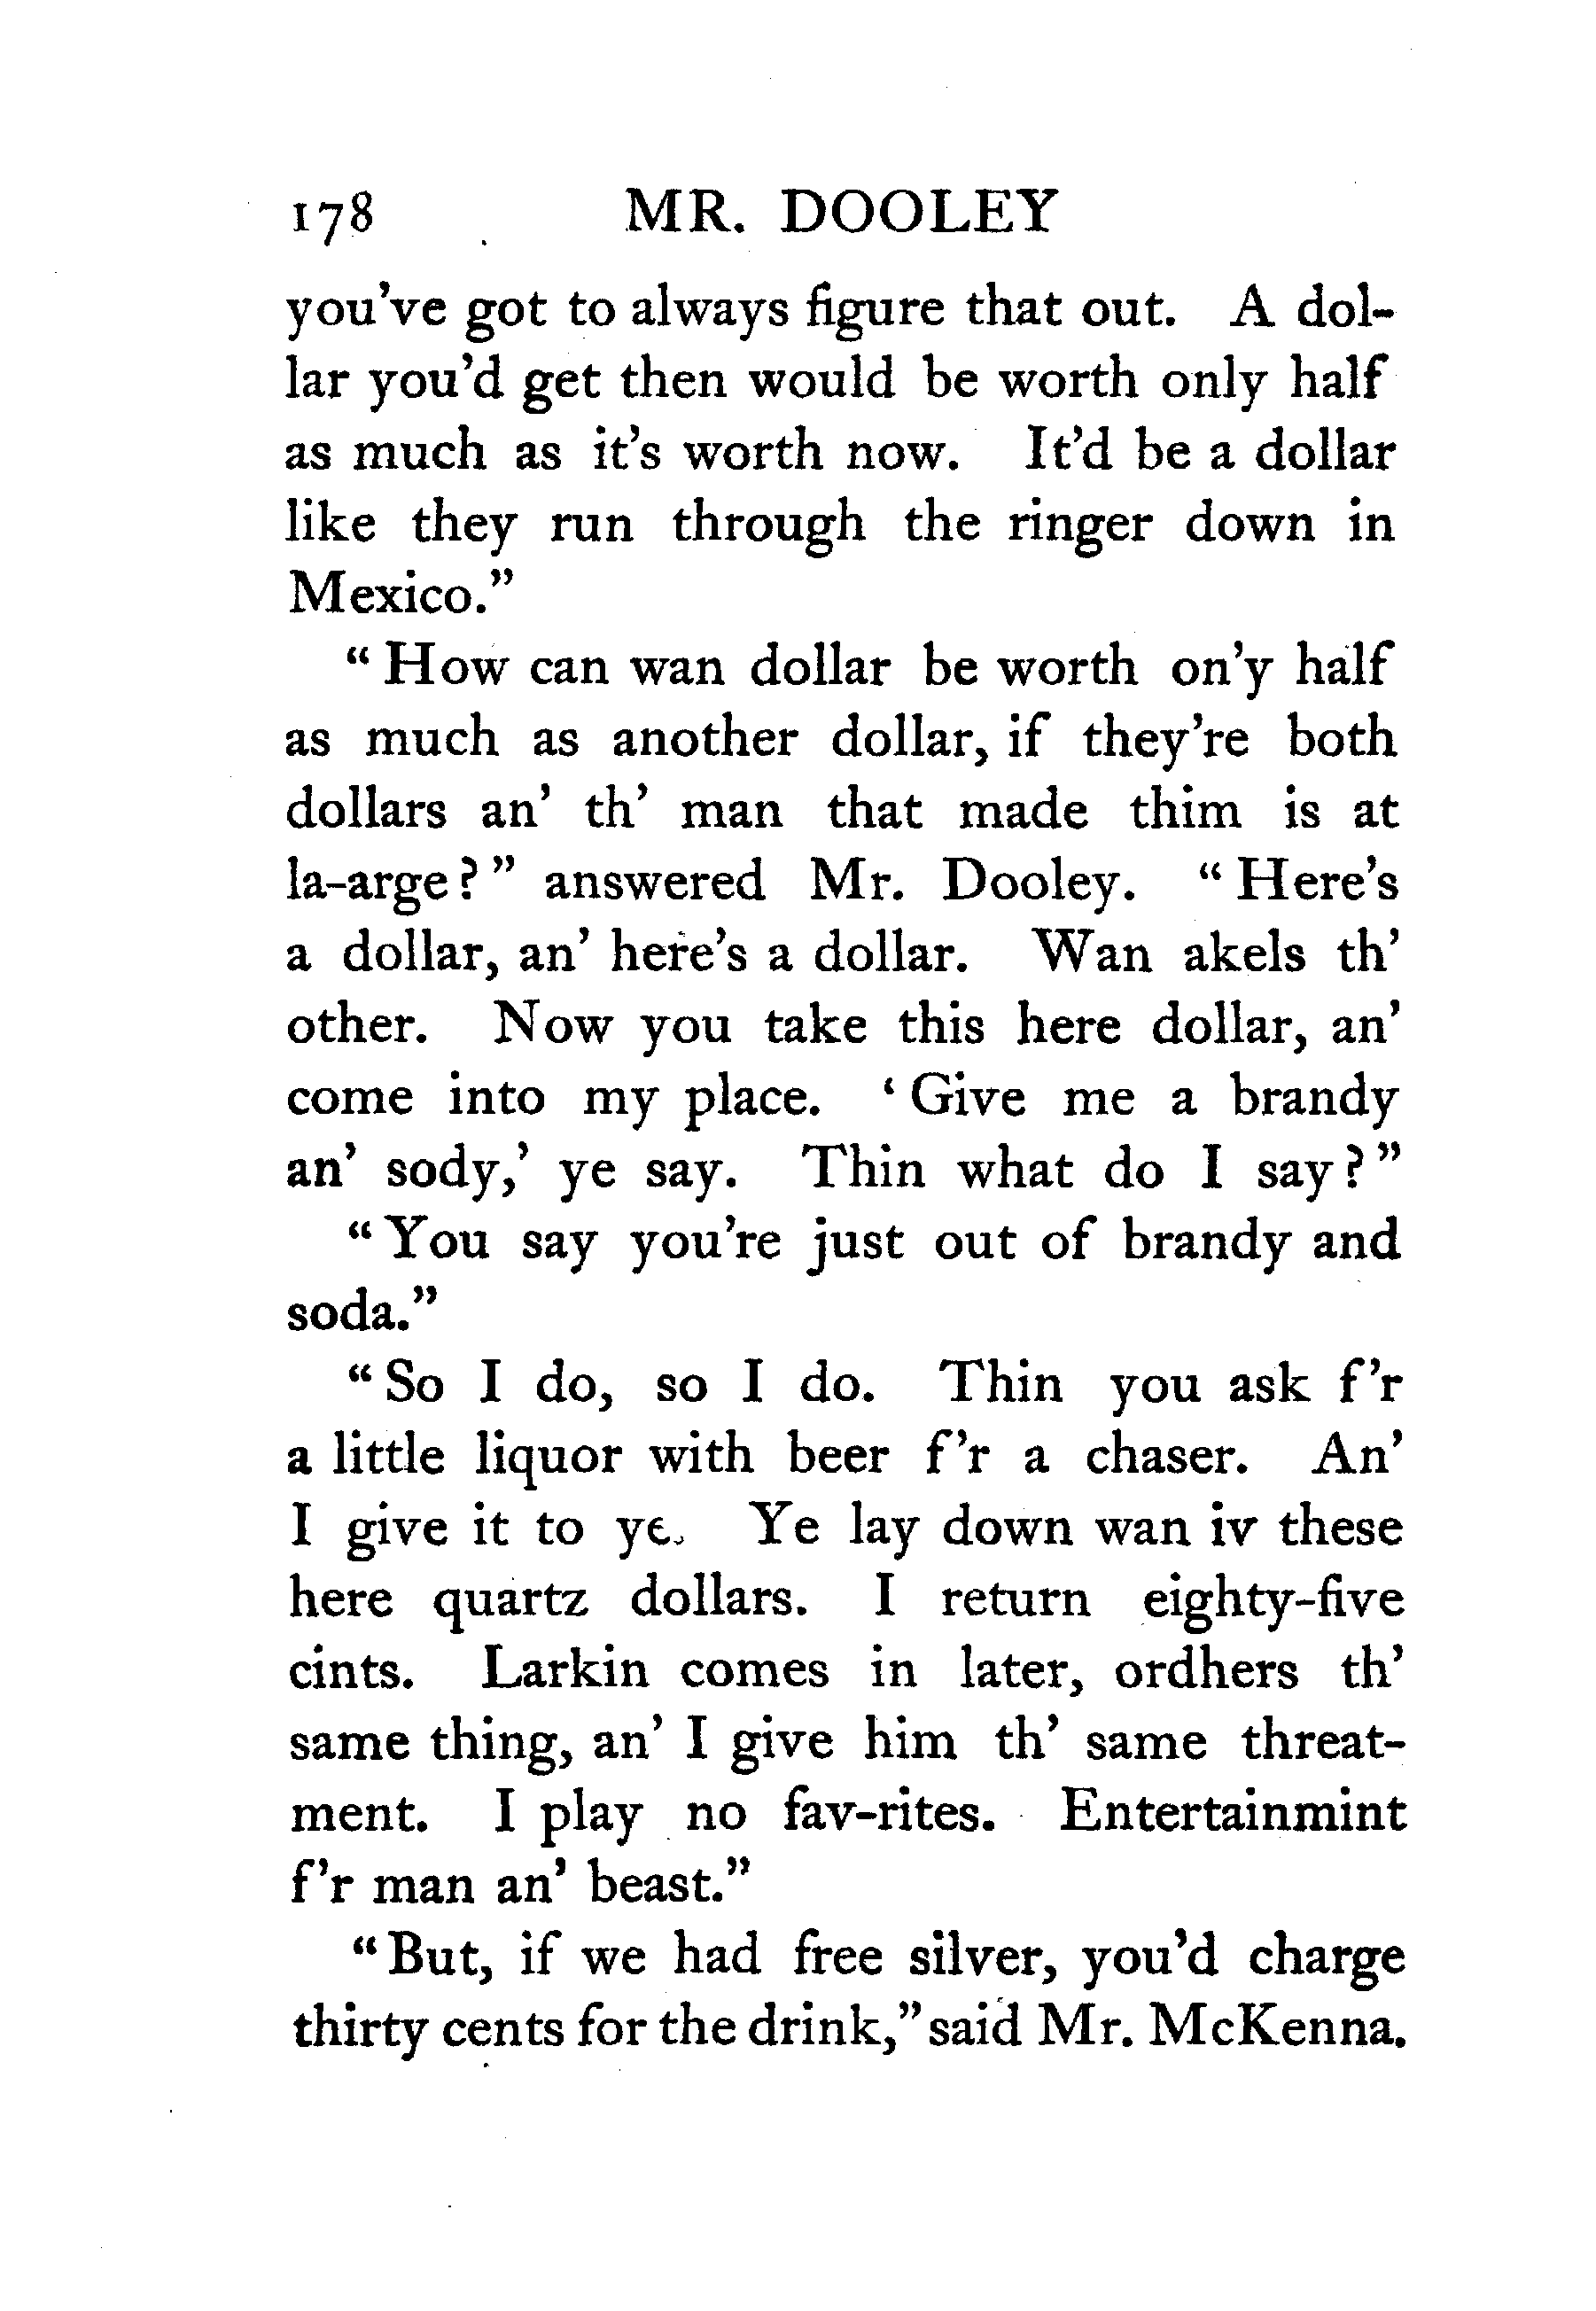 178 MR. DOOLEY
you've got to always figure that out. A dol-
lar you'd get then would be worth only half
as much as it's worth now. It'd be a dollar
like they run through the ringer down in
Mexico."
"How can wan dollar be worth on'y half
as much as another dollar, if they're both
dollars an' th' man that made thim is at
la-arge?" answered Mr. Dooley. "Here's
a dollar, an' here's a dollar. Wan akels th'
other. Now you take this here dollar, an'
come into my place. 'Give me a brandy
an' sody,' ye say. Thin what do I say?"
"You say you're just out of brandy and
soda."
"So I do, so I do. Thin you ask f'r
a little liquor with beer f'r a chaser. An'
I give it to ye. Ye lay down wan iv these
here quartz dollars. I return eighty-five
cints. Larkin comes in later, ordhers th'
same thing, an' I give him th' same threat-
ment. I play no fav-rites. Entertainmint
f'r man an' beast."
"But, if we had free silver, you'd charge
thirty cents for the drink," said Mr. McKenna.